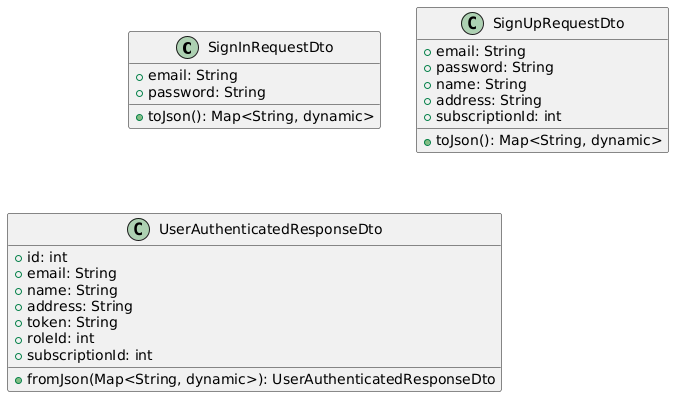 C SignInRequestDto
email: String
password: String
toJson(): Map<String, dynamic>
C SignUpRequestDto
email: String
password: String
name: String
address: String
subscriptionId: int
toJson(): Map<String, dynamic>
C UserAuthenticatedResponseDto
id: int
email: String
name: String
address: String
token: String
roleId: int
subscriptionId: int
fromJson(Map<String, dynamic>): UserAuthenticatedResponseDto